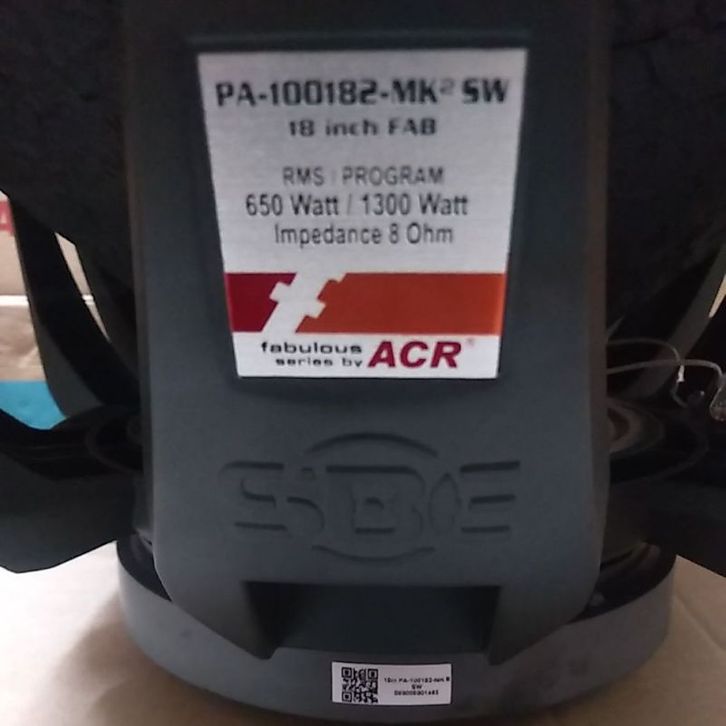 PA-100182-MK² SW
18 inch FAB
RMS / PROGRAM
650 Watt / 1300 Watt
Impedance 8 Ohm
fabulous
series by ACR®
SBE
SW